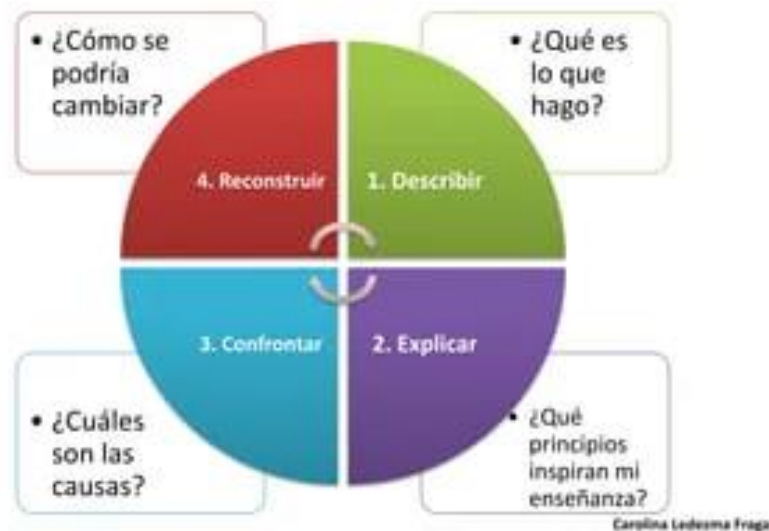 • ¿Cómo se
podría
cambiar?
• ¿Qué es
lo que
hago?
4. Reconstruir
1. Describir
3. Confrontar
2. Explicar
• ¿Cuáles
son las
causas?
• ¿Qué
principios
inspiran mi
enseñanza?
Carolina Ledesma Fraga